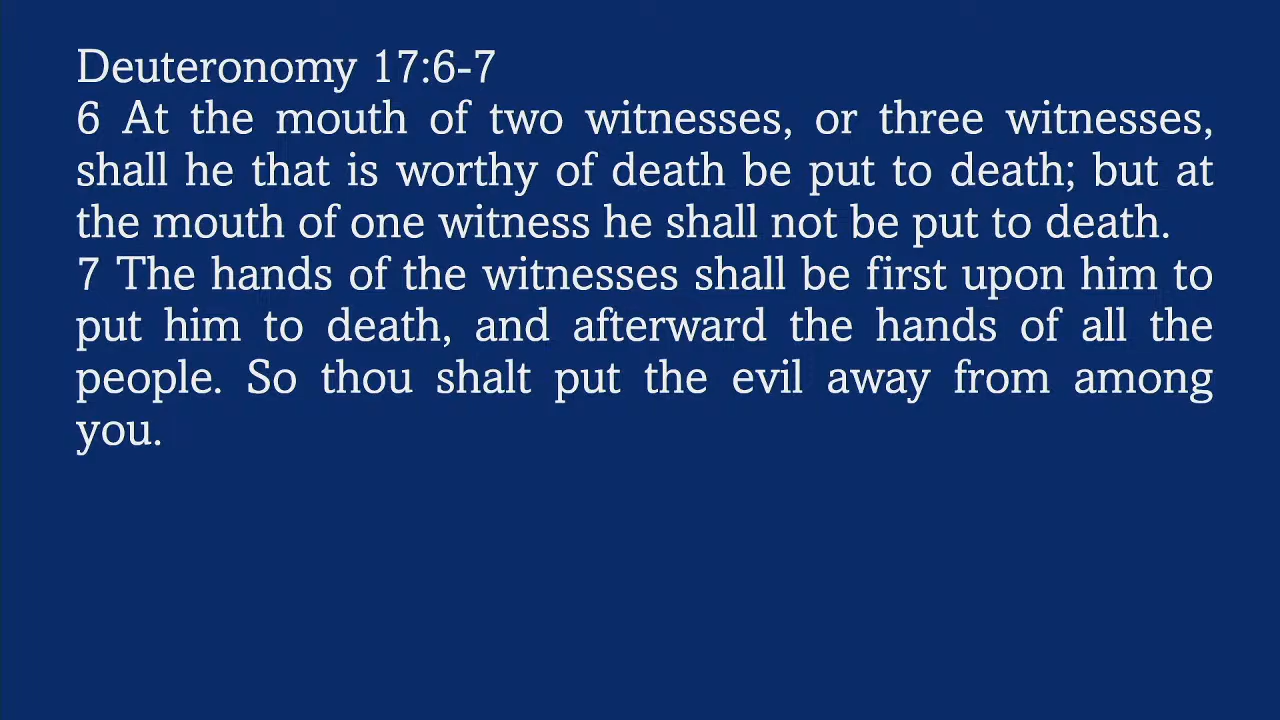 Deuteronomy 17:6-7
6 At the mouth of two witnesses, or three witnesses,
shall he that is worthy of death be put to death; but at
the mouth of one witness he shall not be put to death.
7 The hands of the witnesses shall be first upon him to
put him to death, and afterward the hands of all the
people. So thou shalt put the evil away from among
you.